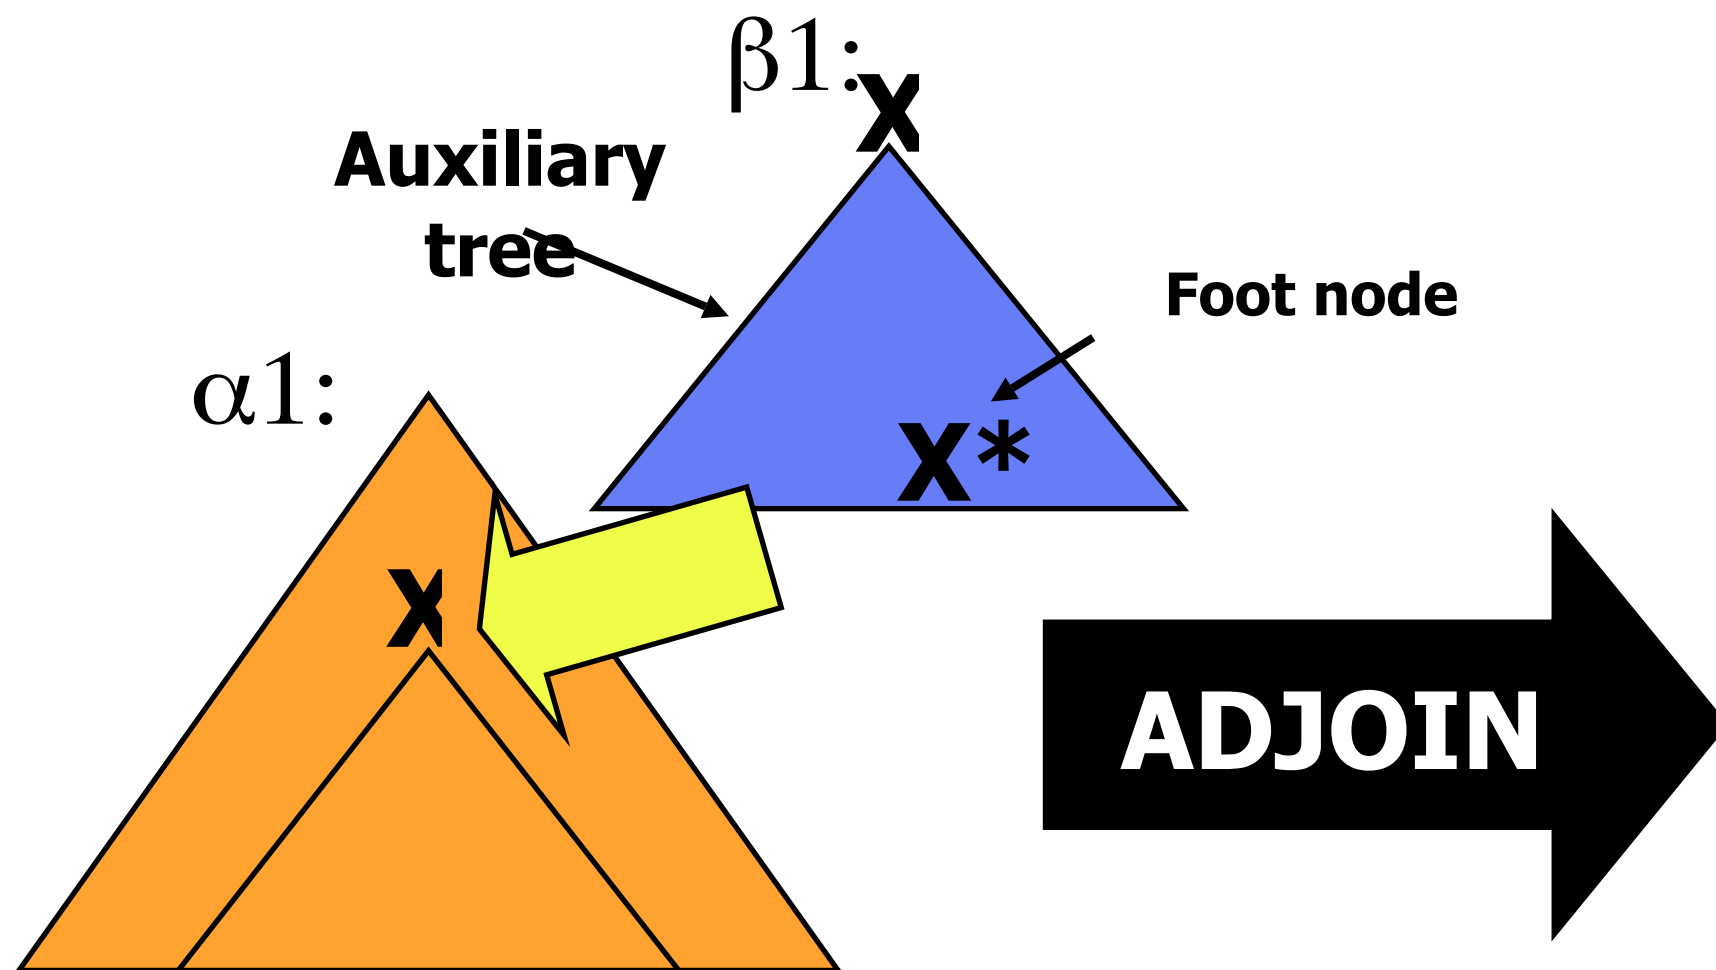 β1:
X
Auxiliary
tree
Foot node
α1:
X*
X
ADJOIN